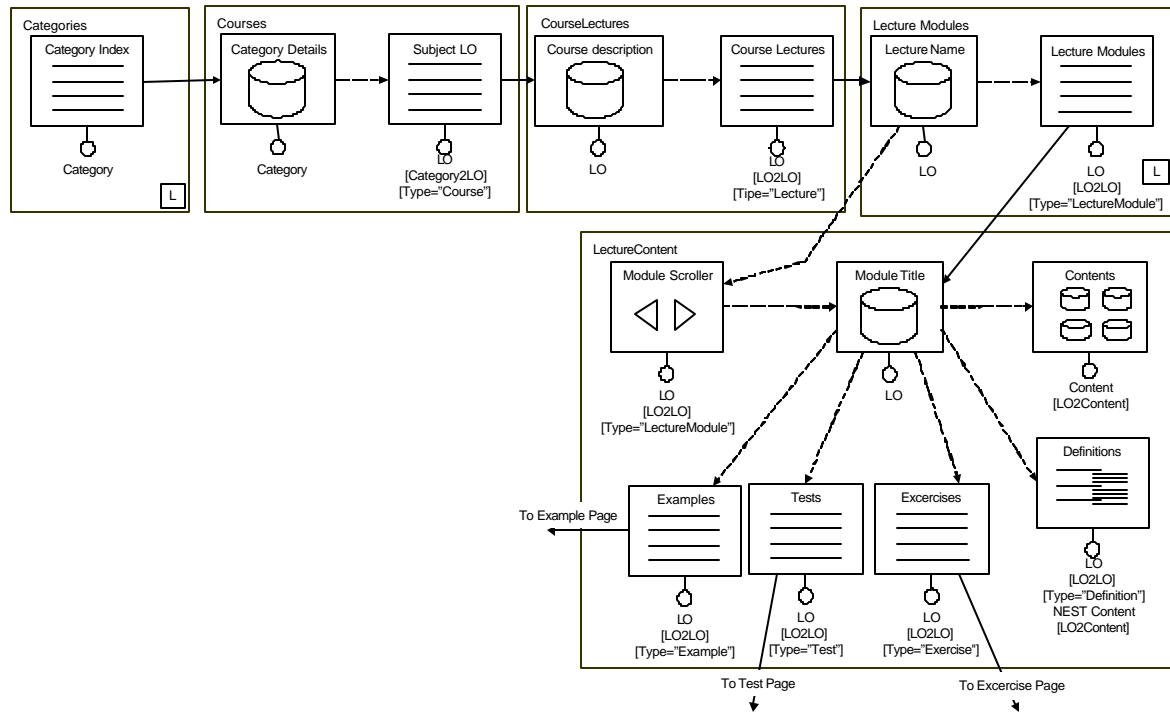 Categories
Category Index
Category
L
Courses
Category Details
Category
Subject LO
LO
[Category2LO]
[Type="Course"]
CourseLectures
Course description
LO
Course Lectures
LO
[LO2LO]
[Tipe="Lecture"]
Lecture Modules
Lecture Name
LO
Lecture Modules
LO
[LO2LO]
[Type="LectureModule"]
L
LectureContent
Module Scroller
LO
[LO2LO]
[Type="LectureModule"]
Module Title
LO
Contents
Content
[LO2Content]
Definitions
LO
[LO2LO]
[Type="Definition"]
NEST Content
[LO2Content]
To Example Page
Examples
LO
[LO2LO]
[Type="Example"]
Tests
LO
[LO2LO]
[Type="Test"]
Excercises
LO
[LO2LO]
[Type="Exercise"]
To Test Page
To Excercise Page